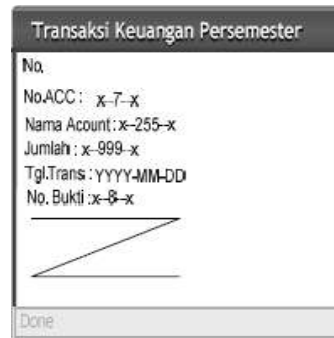 Transaksi Keuangan Persemester
No.
No.ACC : x--7--x
Nama Acount : x--255--x
Jumlah : x--999--x
Tgl.Trans : YYYY-MM-DD
No. Bukti : x--8--x
Done